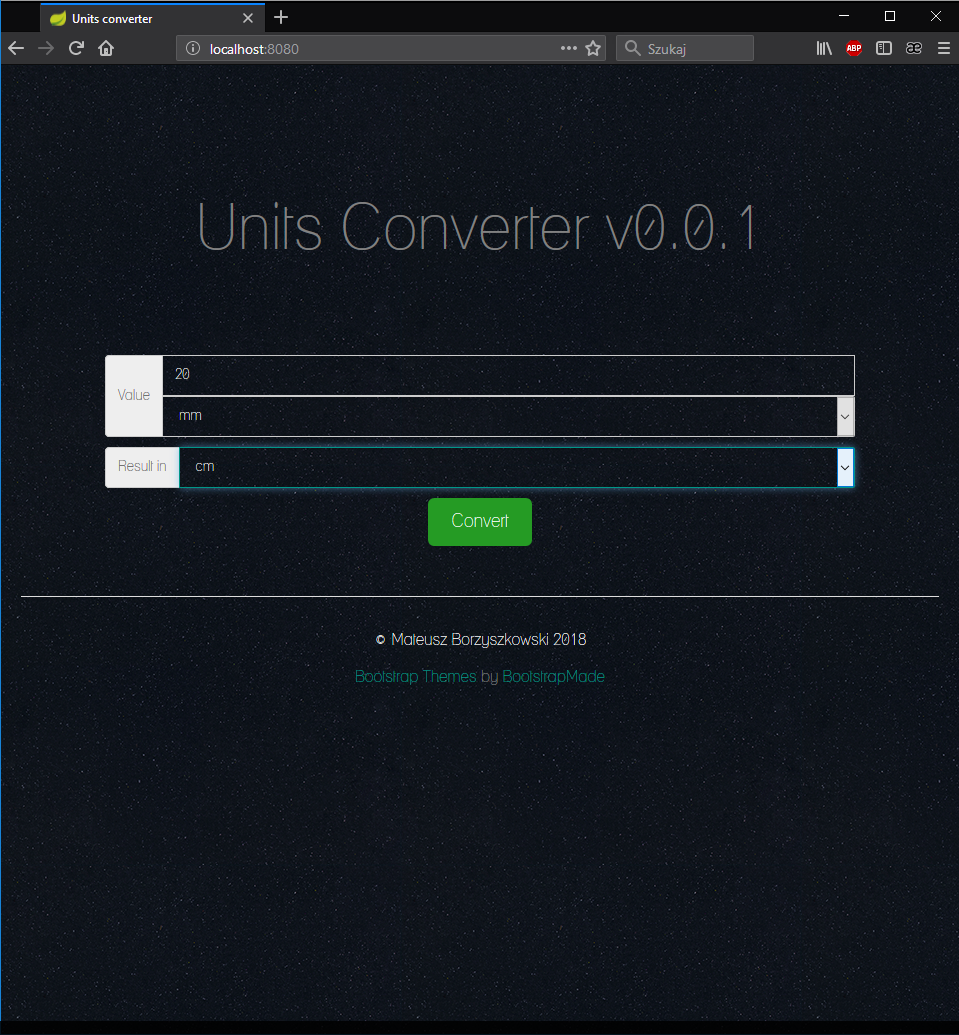 Units converter
localhost:8080
Szukaj
ABP
æ
Units Converter v0.0.1
Value
20
mm
Result in
cm
Convert
© Mateusz Borzyszkowski 2018
Bootstrap Themes by BootstrapMade